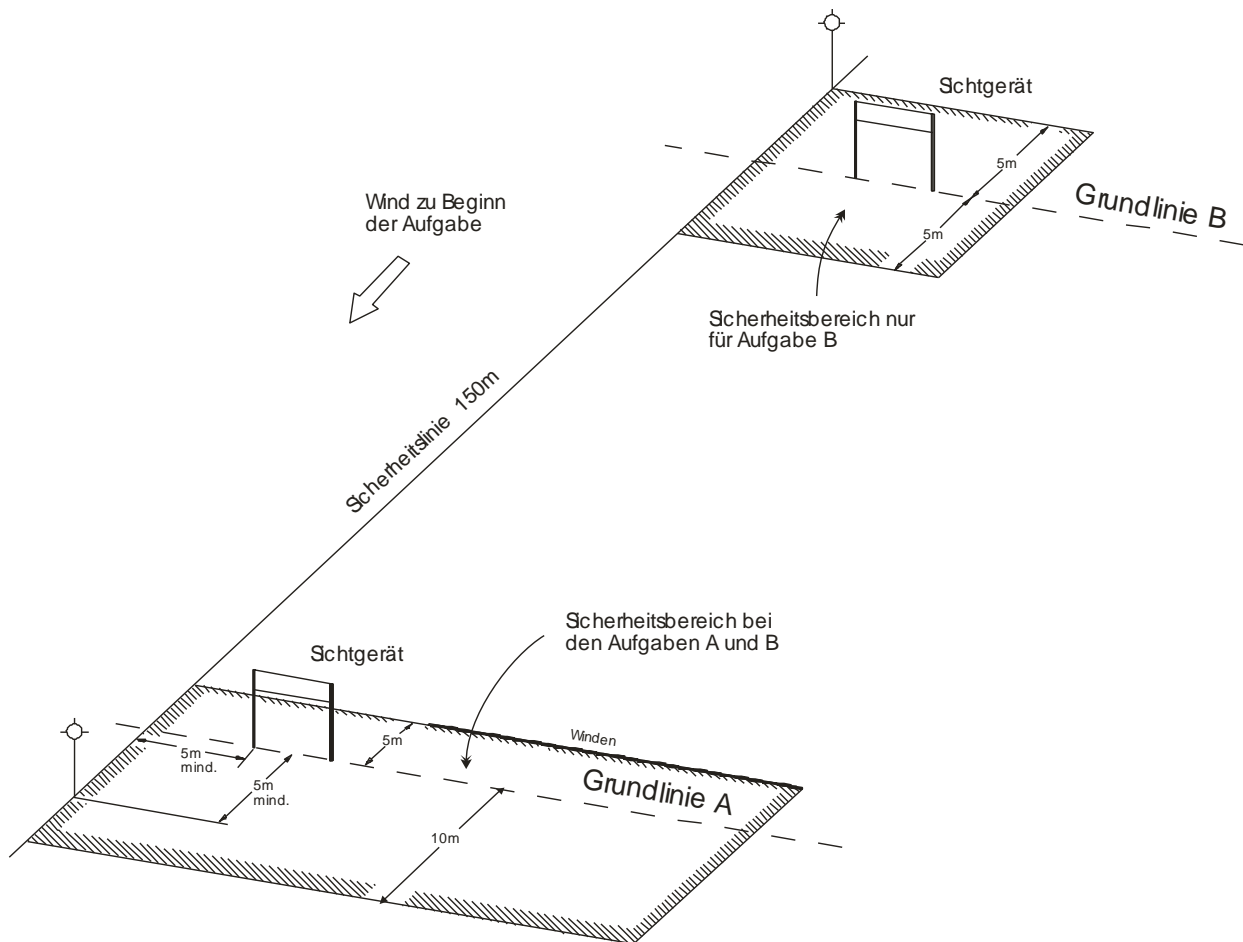 Sichtgerät
5m
Grundlinie B
5m
Wind zu Beginn
der Aufgabe
Sicherheitsbereich nur
für Aufgabe B
Sicherheitslinie 150m
Sicherheitsbereich bei
den Aufgaben A und B
Sichtgerät
5m
mind.
5m
Winden
5m
mind.
Grundlinie A
10m